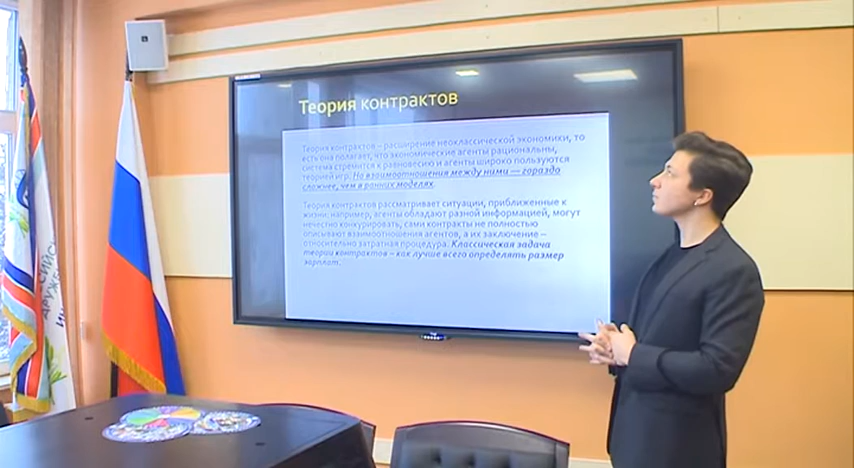 Теория контрактов
Теория контрактов – расширение неоклассической экономики, то
есть она полагает, что экономические агенты рациональны,
система стремится к равновесию и агенты широко пользуются
теорией игр. Но взаимоотношения между ними — гораздо
сложнее, чем в ранних моделях.
Теория контрактов рассматривает ситуации, приближенные к
жизни: например, агенты обладают разной информацией, могут
нечестно конкурировать, сами контракты не полностью
описывают взаимоотношения агентов, а их заключение –
относительно затратная процедура. Классическая задача
теории контрактов – как лучше всего определять размер
зарплат.